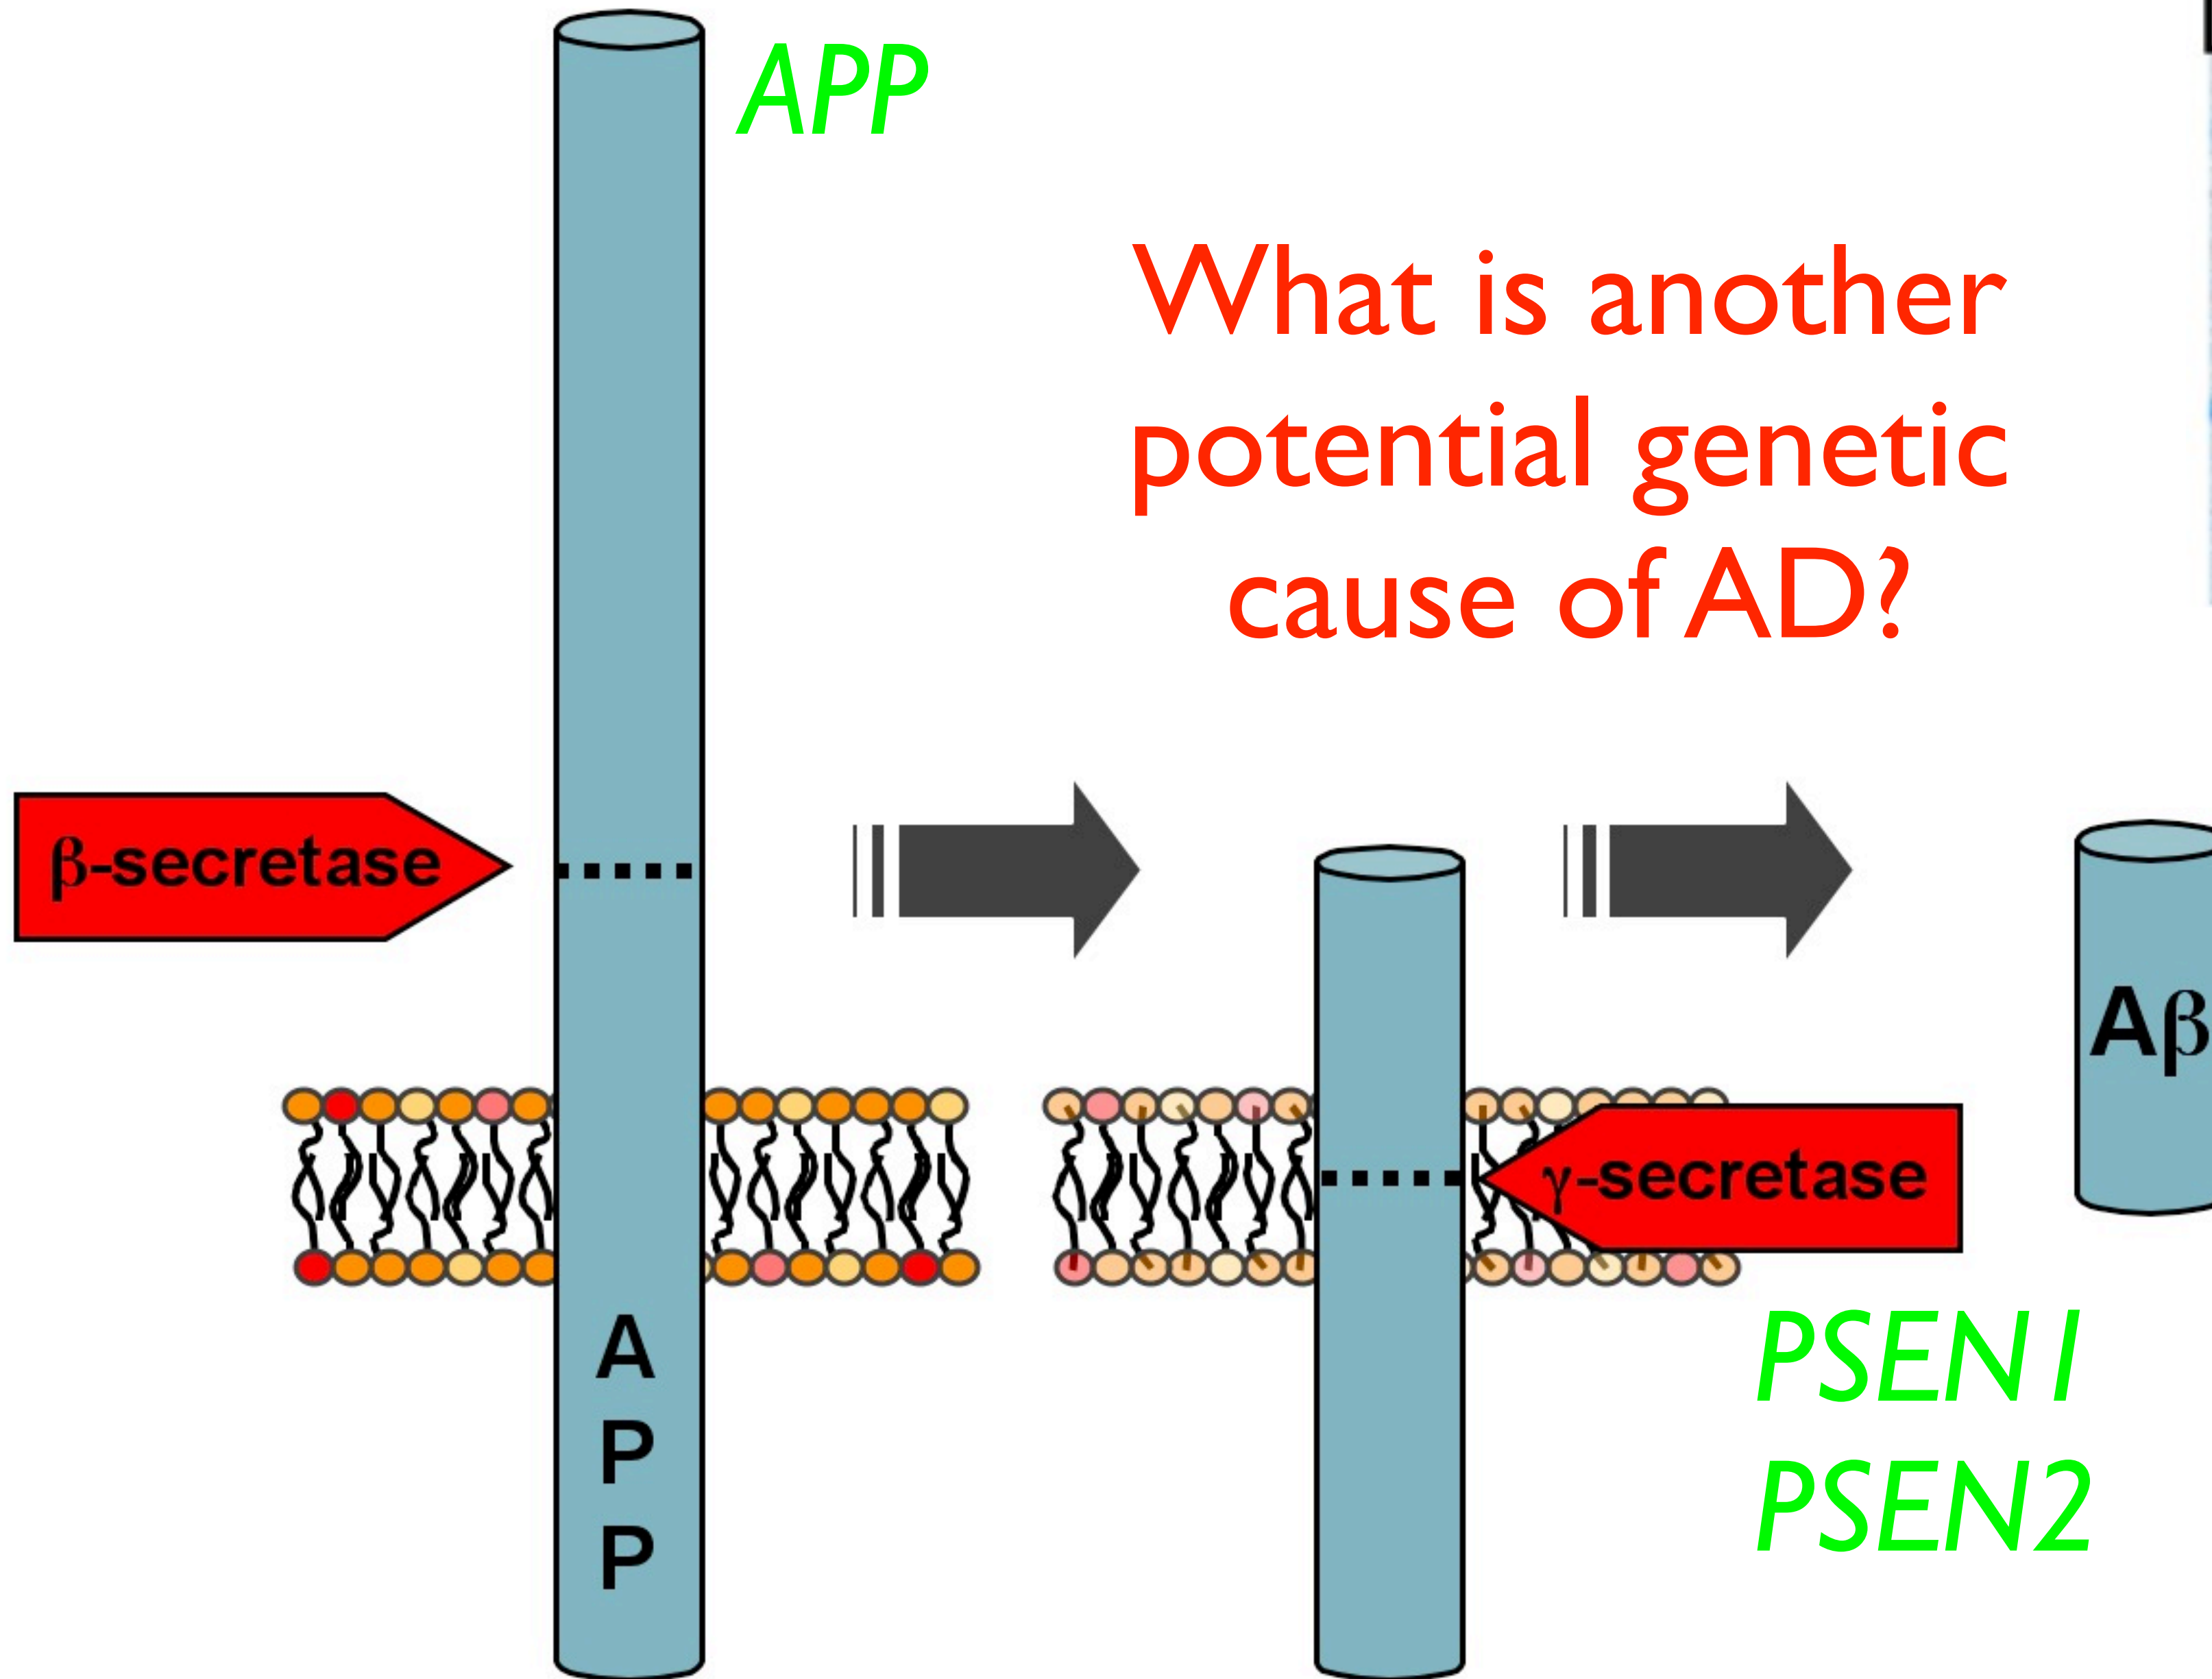 APP
What is another
potential genetic
cause of AD?
β-secretase
Aβ
γ-secretase
A
P
P
PSEN1
PSEN2